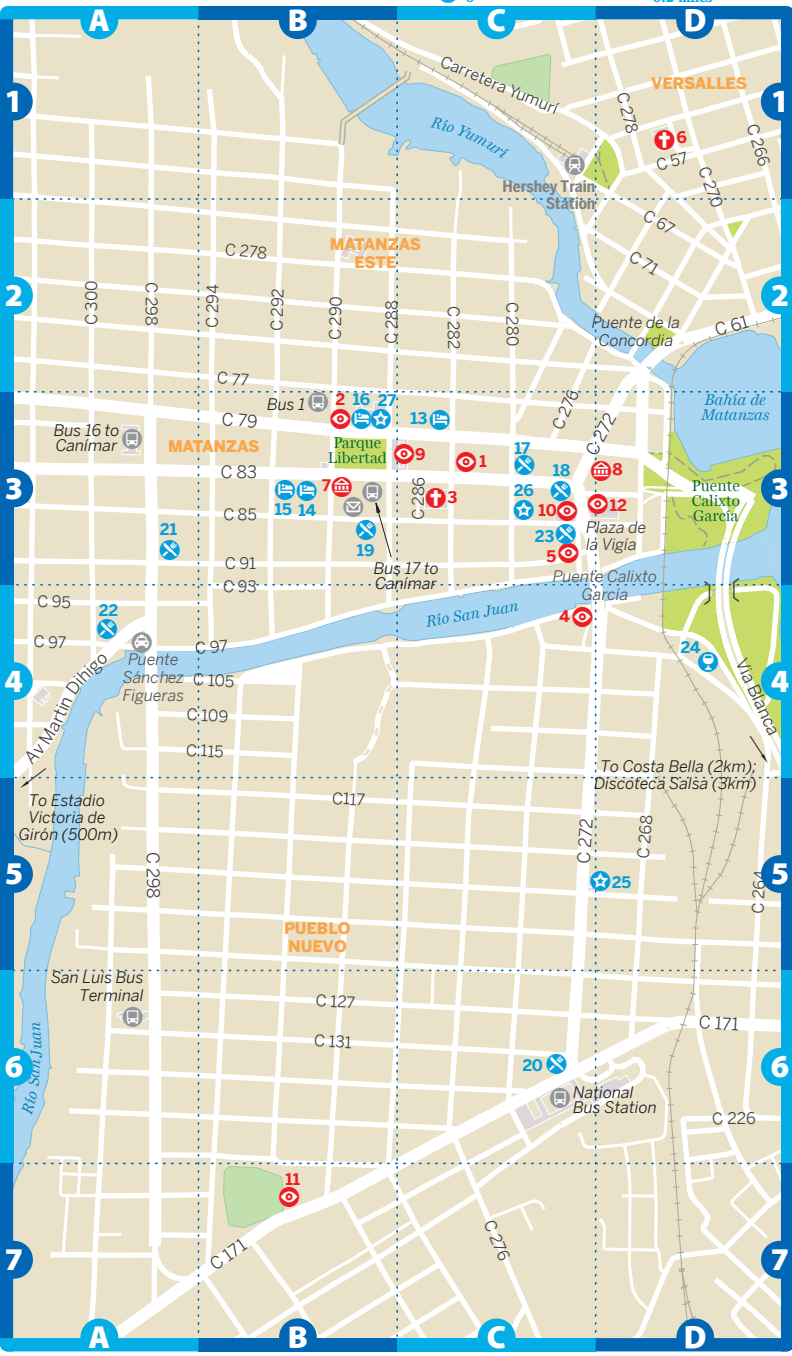 A
B
C
D
1
1
VERSALLES
Carretera Yumurí
Río Yumurí
C 278
6
C 57
C 266
C 270
Hershey Train
Station
2
2
C 67
C 71
MATANZAS
ESTE
C 278
C 300
C 298
C 294
C 292
C 290
C 288
C 282
C 280
Puente de la
Concordia
C 61
C 77
3
3
Bus 1
2
16
27
13
C 276
C 272
Bahía de
Matanzas
C 79
Bus 16 to
Canímar
MATANZAS
Parque
Libertad
9
1
17
8
C 83
7
18
15
14
C 286
3
26
10
12
Puente
Calixto
García
C 85
21
19
23
Plaza de
la Vigía
5
C 91
Bus 17 to
Canímar
C 93
Puente Calixto
García
4
4
C 95
22
Río San Juan
4
C 97
C 97
24
Puente
Sánchez
Figueras
C 105
Av Martín Dihigo
Vía Blanca
C 109
C 115
To Costa Bella (2km);
Discoteca Salsa (3km)
5
5
To Estadio
Victoria de
Girón (500m)
C117
C 298
C 272
C 268
C 264
25
PUEBLO
NUEVO
6
6
San Luis Bus
Terminal
C 127
C 171
C 131
Río San Juan
20
National
Bus Station
C 226
7
7
11
C 171
C 276
A
B
C
D